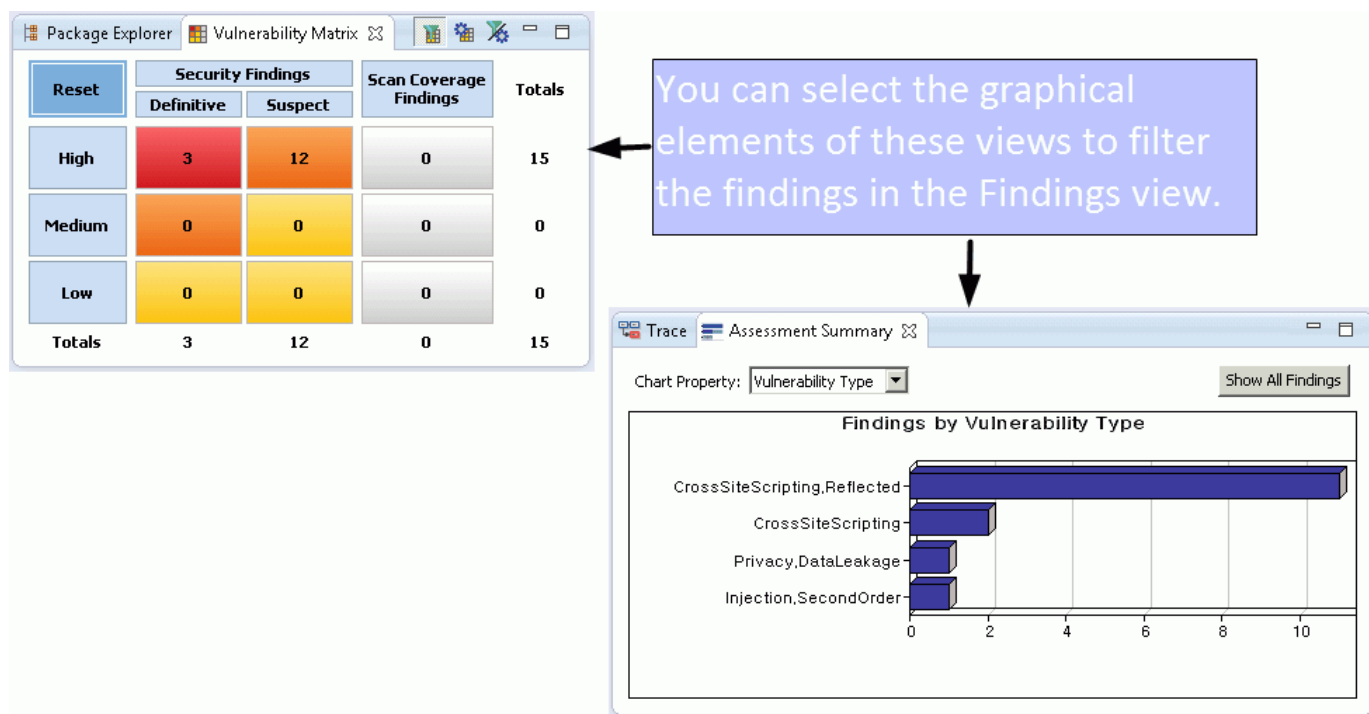 Package Explorer Vulnerability Matrix
Reset Security Findings Scan Coverage Findings Totals
Definitive Suspect
High 3 12 0 15
Medium 0 0 0 0
Low 0 0 0 0
Totals 3 12 0 15
You can select the graphical
elements of these views to filter
the findings in the Findings view.
Trace Assessment Summary
Chart Property: Vulnerability Type Show All Findings
Findings by Vulnerability Type
CrossSiteScripting,Reflected
CrossSiteScripting
Privacy,DataLeakage
Injection,SecondOrder
0 2 4 6 8 10